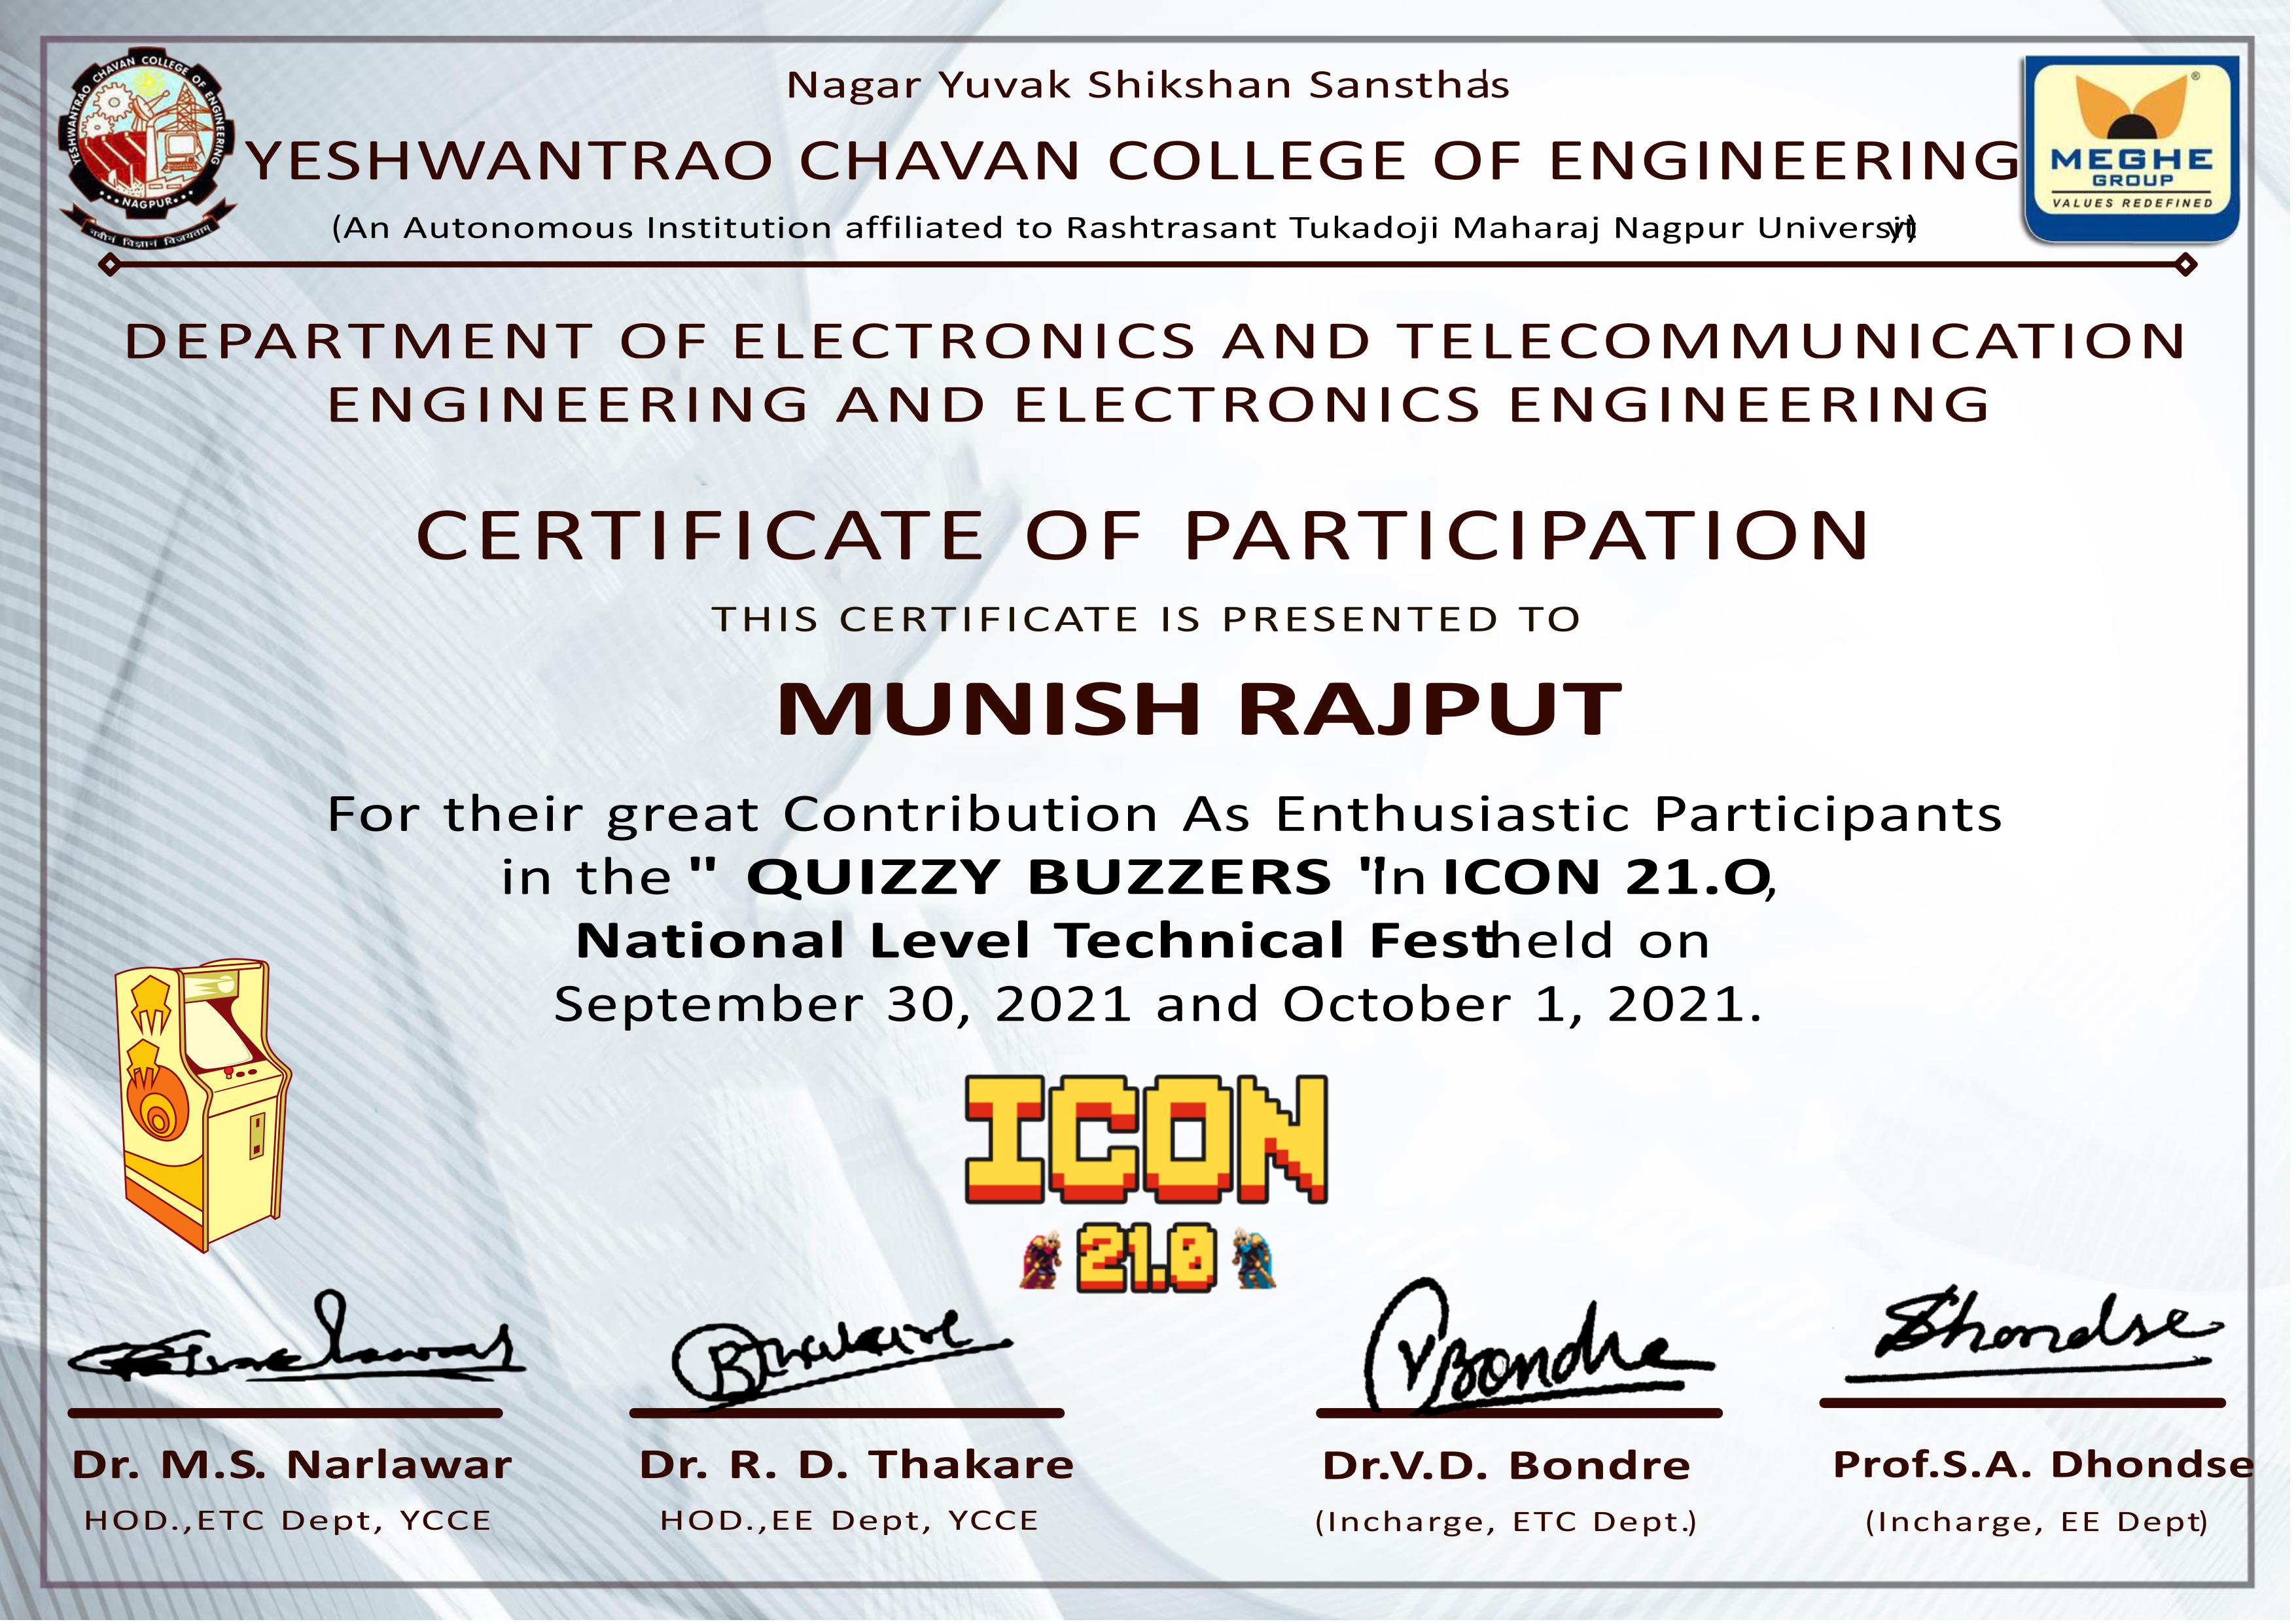 YESHWANTRAO CHAVAN COLLEGE OF ENGINEERING
••NAGPUR••
नवीनं विज्ञानं विजयताम्
Nagar Yuvak Shikshan Sanstha's
YESHWANTRAO CHAVAN COLLEGE OF ENGINEERING
(An Autonomous Institution affiliated to Rashtrasant Tukadoji Maharaj Nagpur University)
®
MEGHE
GROUP
VALUES REDEFINED
DEPARTMENT OF ELECTRONICS AND TELECOMMUNICATION
ENGINEERING AND ELECTRONICS ENGINEERING
CERTIFICATE OF PARTICIPATION
THIS CERTIFICATE IS PRESENTED TO
MUNISH RAJPUT
For their great Contribution As Enthusiastic Participants
in the " QUIZZY BUZZERS " in ICON 21.O,
National Level Technical Fest held on
September 30, 2021 and October 1, 2021.
ICON
21.0
Bthakare
VBondre
Dhondse
Dr. M.S. Narlawar
HOD.,ETC Dept, YCCE
Dr. R. D. Thakare
HOD.,EE Dept, YCCE
Dr.V.D. Bondre
(Incharge, ETC Dept.)
Prof.S.A. Dhondse
(Incharge, EE Dept)